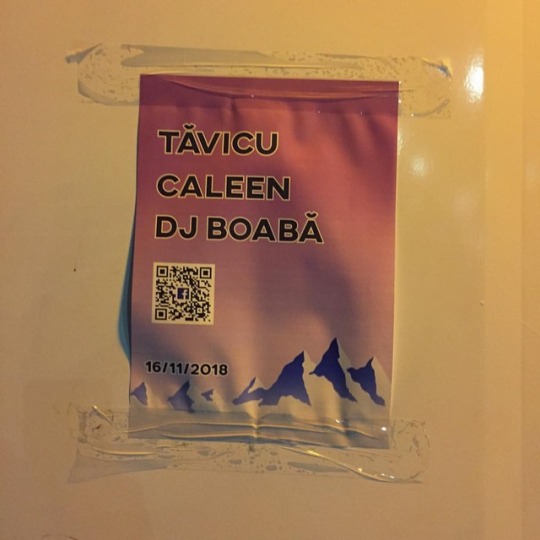 TĂVICU
CALEEN
DJ BOABĂ
16/11/2018